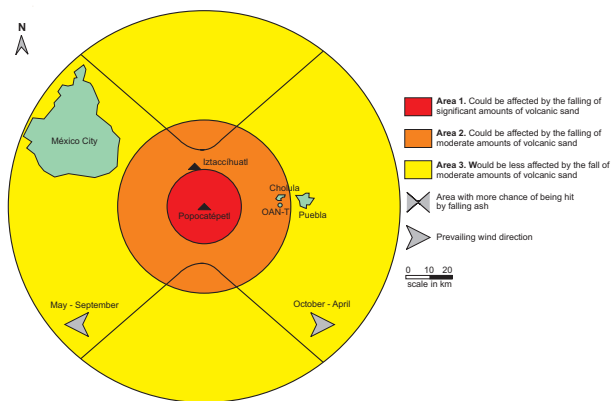 N
México City
Iztaccíhuatl
Cholula
OAN-T
Puebla
Popocatépetl
May - September
October - April
Area 1. Could be affected by the falling of
significant amounts of volcanic sand
Area 2. Could be affected by the falling of
moderate amounts of volcanic sand
Area 3. Would be less affected by the fall of
moderate amounts of volcanic sand
Area with more chance of being hit
by falling ash
Prevailing wind direction
0 10 20
scale in km